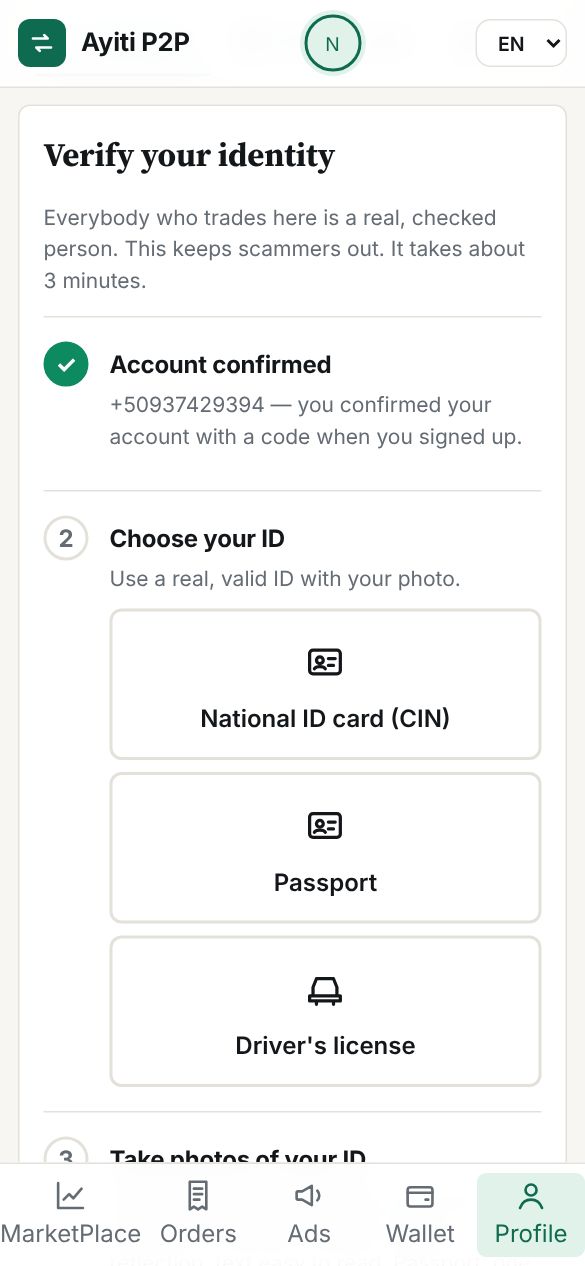 Ayiti P2P
N
EN
Verify your identity
Everybody who trades here is a real, checked
person. This keeps scammers out. It takes about
3 minutes.
Account confirmed
+50937429394 — you confirmed your
account with a code when you signed up.
2
Choose your ID
Use a real, valid ID with your photo.
National ID card (CIN)
Passport
Driver's license
3
Take photos of your ID
MarketPlace
Orders
Ads
Wallet
Profile